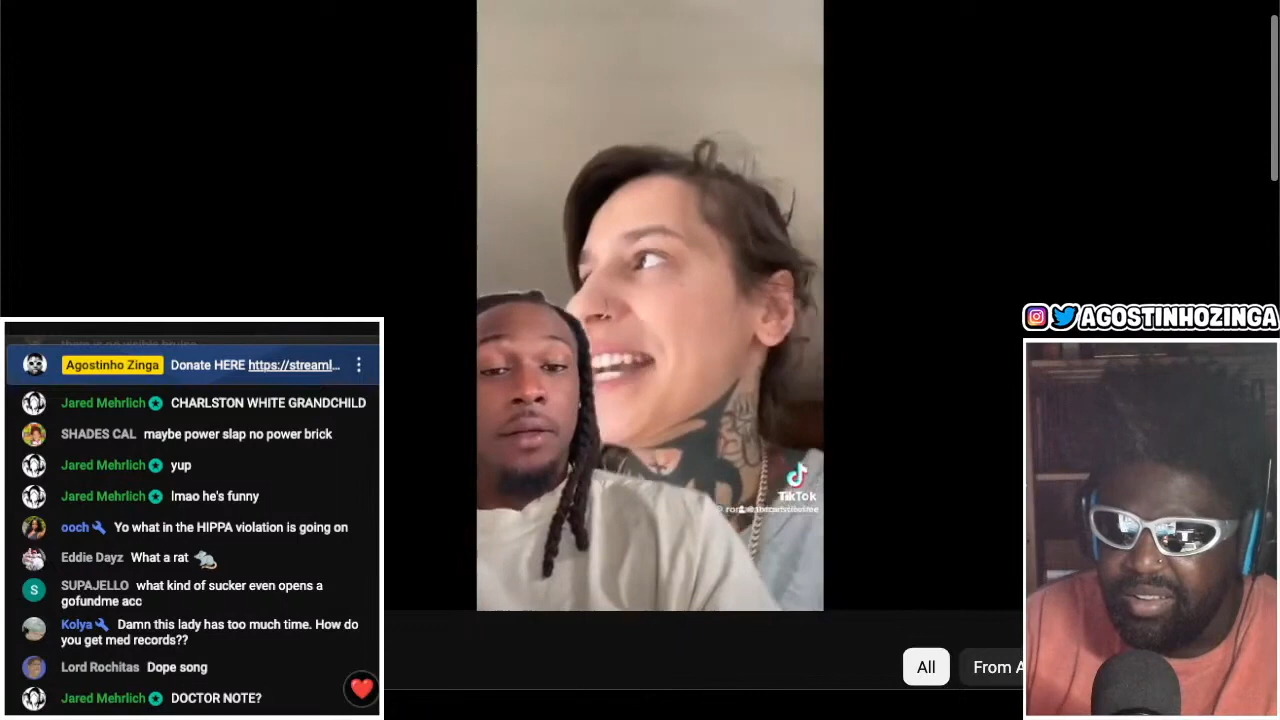 Agostinho Zinga Donate HERE https://streaml...
Jared Mehrlich CHARLSTON WHITE GRANDCHILD
SHADES CAL maybe power slap no power brick
Jared Mehrlich yup
Jared Mehrlich lmao he's funny
ooch Yo what in the HIPPA violation is going on
Eddie Dayz What a rat
S
SUPAJELLO what kind of sucker even opens a
gofundme acc
Kolya Damn this lady has too much time. How do
you get med records??
Lord Rochitas Dope song
Jared Mehrlich DOCTOR NOTE?
TikTok
All
From A
AGOSTINHOZINGA